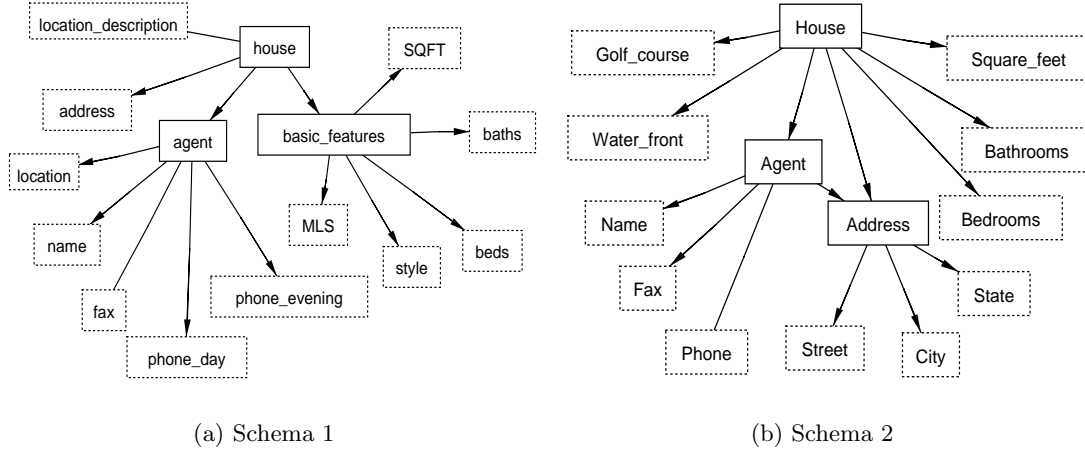 location_description
house
SQFT
address
agent
basic_features
baths
location
MLS
name
style
beds
fax
phone_evening
phone_day
(a) Schema 1
House
Golf_course
Square_feet
Water_front
Agent
Bathrooms
Name
Address
Bedrooms
Fax
State
Phone
Street
City
(b) Schema 2